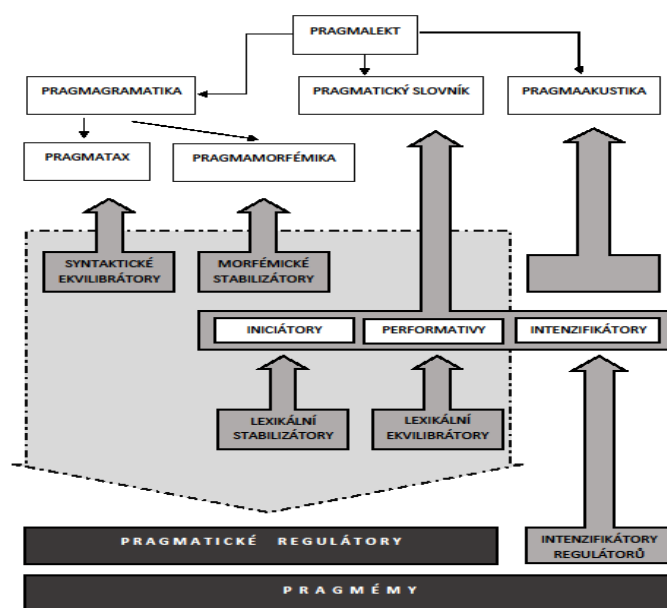 PRAGMALEKT
PRAGMAGRAMATIKA
PRAGMATICKÝ SLOVNÍK
PRAGMAAKUSTIKA
PRAGMATAX
PRAGMAMORFÉMIKA
SYNTAKTICKÉ
EKVILIBRÁTORY
MORFÉMICKÉ
STABILIZÁTORY
INICIÁTORY
PERFORMATIVY
INTENZIFIKÁTORY
LEXIKÁLNÍ
STABILIZÁTORY
LEXIKÁLNÍ
EKVILIBRÁTORY
PRAGMATICKÉ REGULÁTORY
INTENZIFIKÁTORY
REGULÁTORŮ
PRAGMÉMY